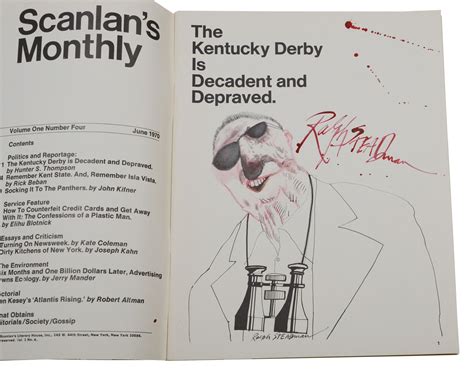 Scanlan's
Monthly
Volume One Number Four June 1970
Contents
Politics and Reportage:
1 The Kentucky Derby is Decadent and Depraved.
by Hunter S. Thompson
Remember Kent State. And, Remember Isla Vista.
by Rick Beban
Socking It To The Panthers. by John Kifner
Service Feature
How To Counterfeit Credit Cards and Get Away
With It: The Confessions of a Plastic Man.
by Elihu Blotnick
Essays and Criticism
Turning On Newsweek. by Kate Coleman
Dirty Kitchens of New York. by Joseph Kahn
The Environment
Six Months and One Billion Dollars Later, Advertising
Owns Ecology. by Jerry Mander
Pictorial
Ken Kesey's 'Atlantis Rising.' by Robert Altman
Final Obtains
Editorials/Society/Gossip
The
Kentucky Derby
Is
Decadent and
Depraved.
Ralph STEADman
Ralph STEADman
1